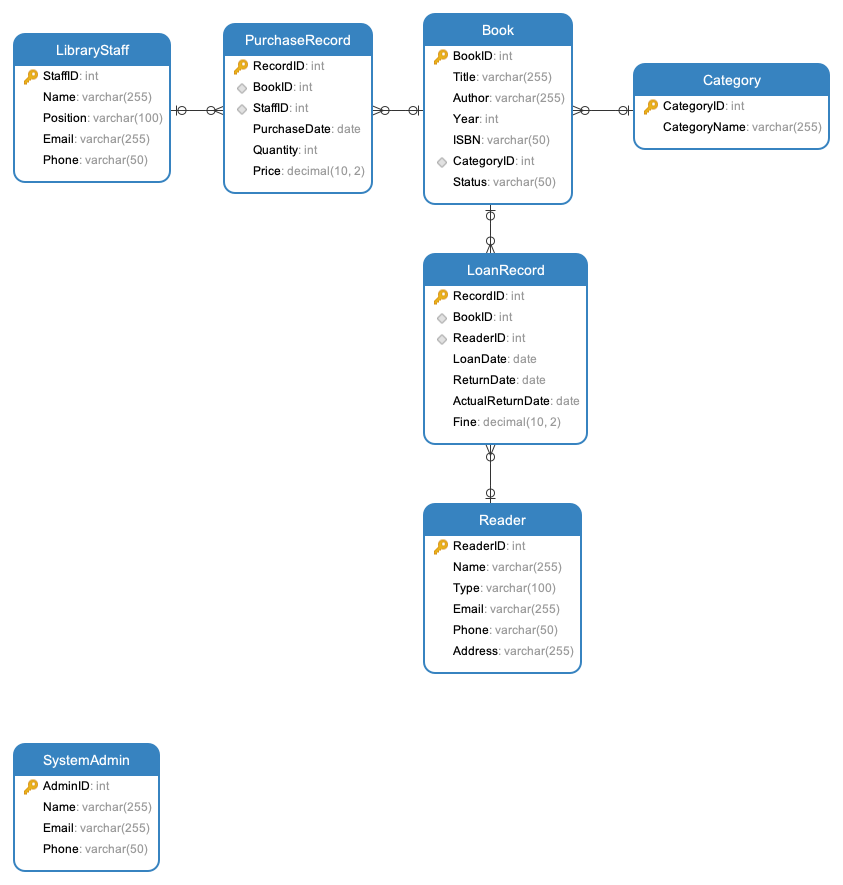 LibraryStaff
StaffID: int
Name: varchar(255)
Position: varchar(100)
Email: varchar(255)
Phone: varchar(50)
PurchaseRecord
RecordID: int
BookID: int
StaffID: int
PurchaseDate: date
Quantity: int
Price: decimal(10, 2)
Book
BookID: int
Title: varchar(255)
Author: varchar(255)
Year: int
ISBN: varchar(50)
CategoryID: int
Status: varchar(50)
Category
CategoryID: int
CategoryName: varchar(255)
LoanRecord
RecordID: int
BookID: int
ReaderID: int
LoanDate: date
ReturnDate: date
ActualReturnDate: date
Fine: decimal(10, 2)
Reader
ReaderID: int
Name: varchar(255)
Type: varchar(100)
Email: varchar(255)
Phone: varchar(50)
Address: varchar(255)
SystemAdmin
AdminID: int
Name: varchar(255)
Email: varchar(255)
Phone: varchar(50)